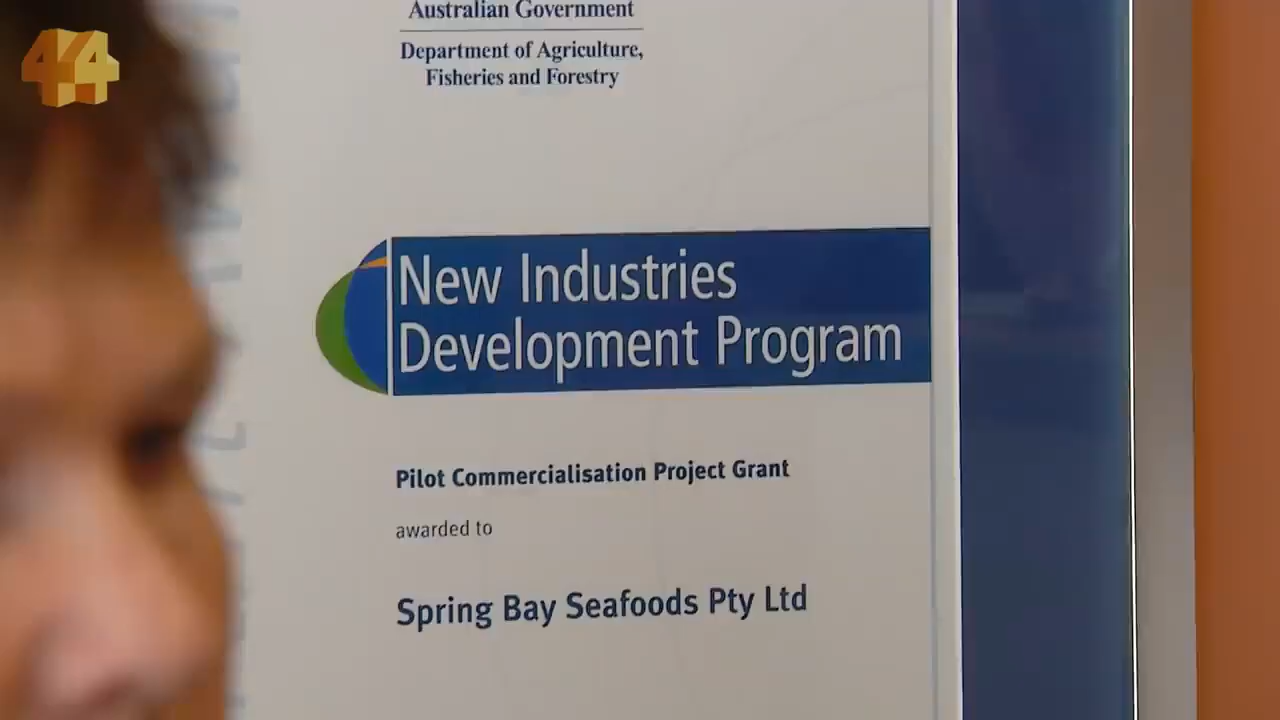 44
Australian Government
Department of Agriculture,
Fisheries and Forestry
New Industries
Development Program
Pilot Commercialisation Project Grant
awarded to
Spring Bay Seafoods Pty Ltd